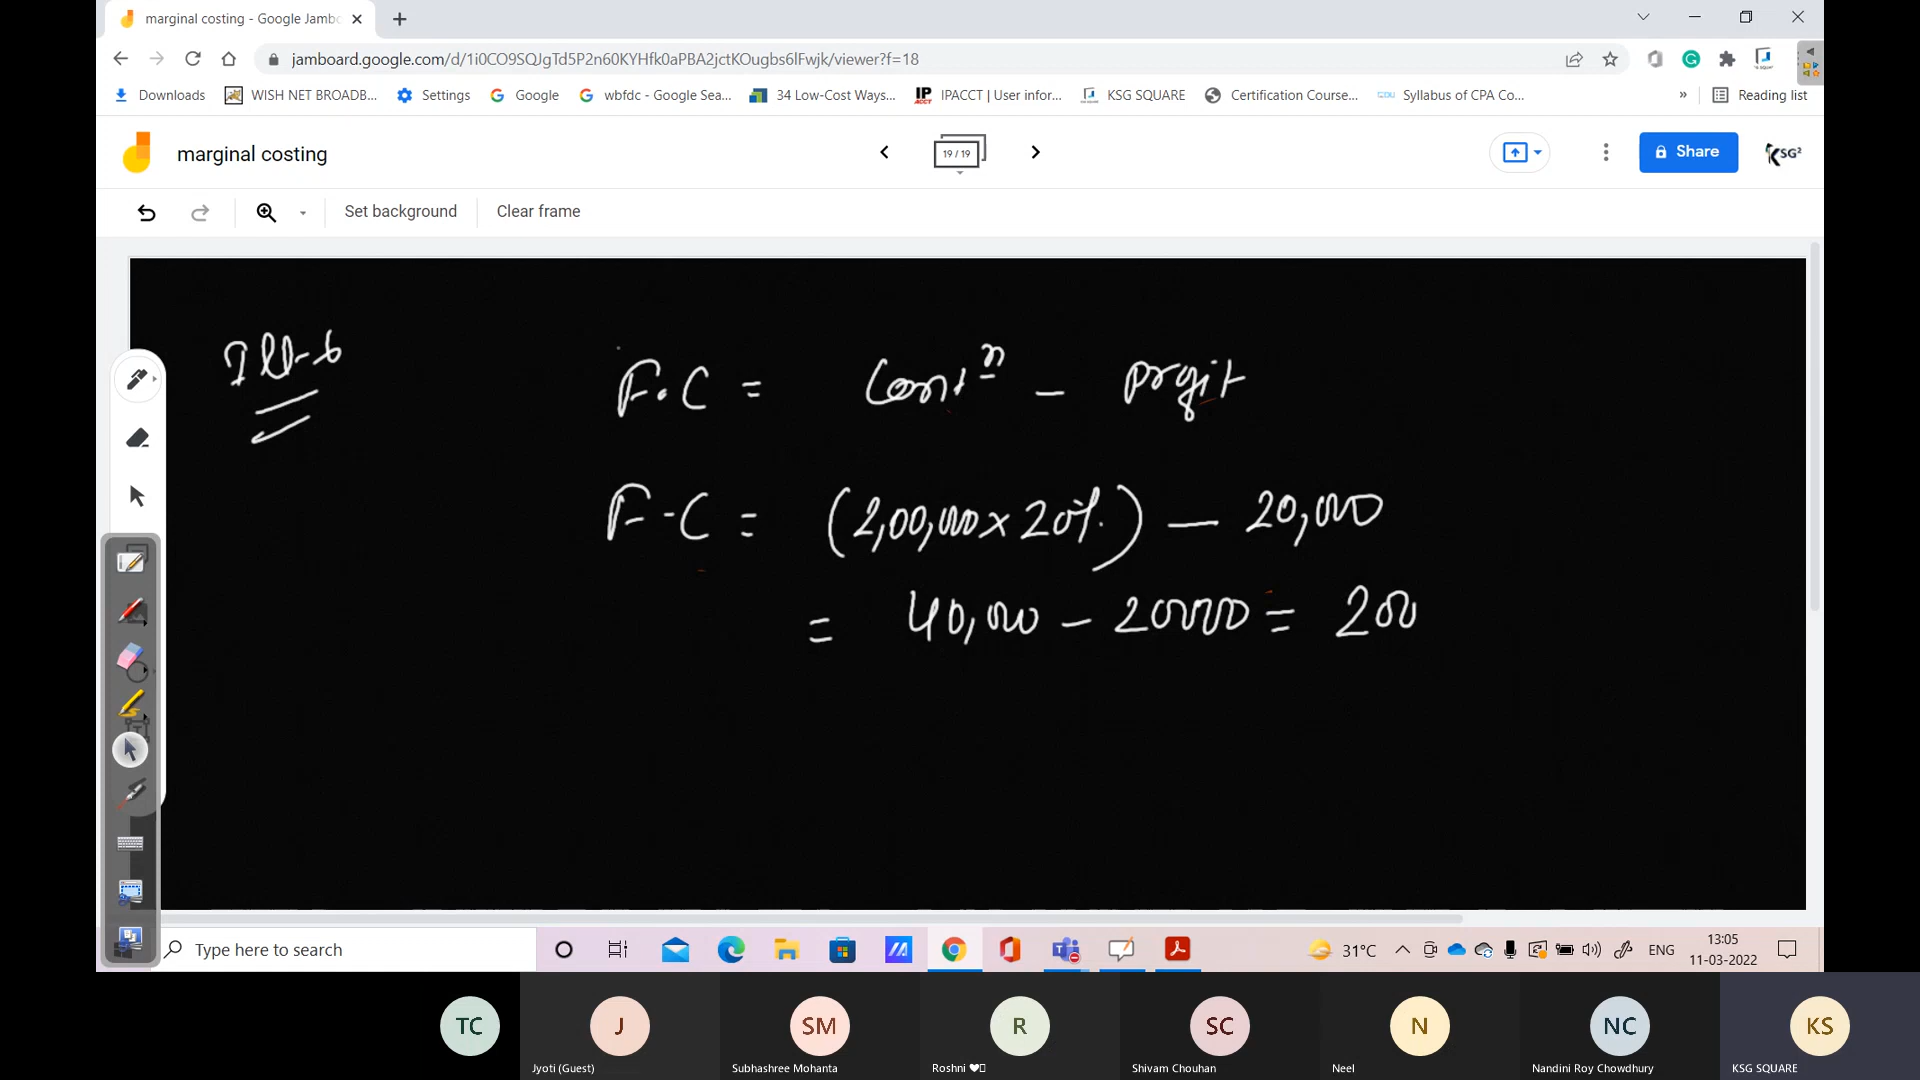 marginal costing - Google Jambo
jamboard.google.com/d/1i0CO9SQJgTd5P2n60KYHfk0aPBA2jctKOugbs6lFwjk/viewer?f=18
Downloads WISH NET BROADB... Settings Google wbfdc - Google Sea... 34 Low-Cost Ways... IP ACCT IPACCT | User infor... KSG SQUARE Certification Course... Syllabus of CPA Co... » Reading list
marginal costing 19 / 19 Share KSG²
Set background Clear frame
Ill-6
F.C = Contⁿ - Profit
F-C = (2,00,000 x 20%.) - 20,000
= 40,000 - 20000 = 200
Type here to search 31°C ENG 13:05
11-03-2022
TC J SM R SC N NC KS
Jyoti (Guest) Subhashree Mohanta Roshni ❤ Shivam Chouhan Neel Nandini Roy Chowdhury KSG SQUARE